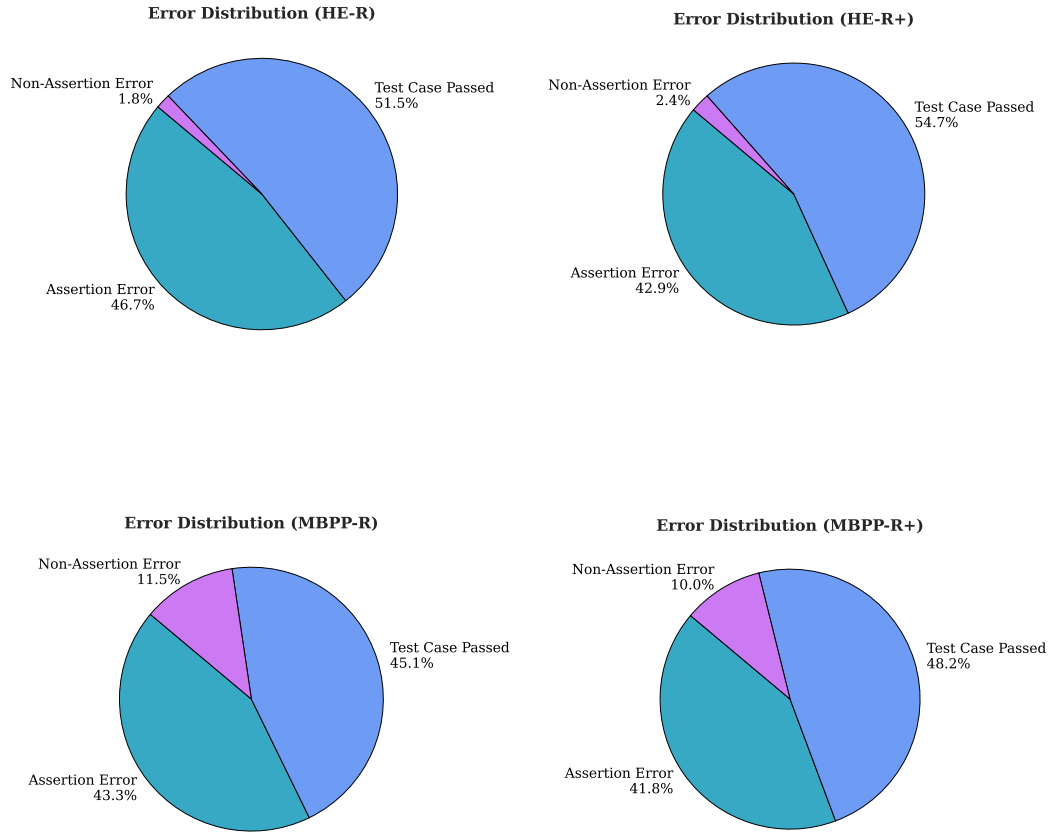 Error Distribution (HE-R)
Non-Assertion Error
1.8%
Test Case Passed
51.5%
Assertion Error
46.7%
Error Distribution (HE-R+)
Non-Assertion Error
2.4%
Test Case Passed
54.7%
Assertion Error
42.9%
Error Distribution (MBPP-R)
Non-Assertion Error
11.5%
Test Case Passed
45.1%
Assertion Error
43.3%
Error Distribution (MBPP-R+)
Non-Assertion Error
10.0%
Test Case Passed
48.2%
Assertion Error
41.8%